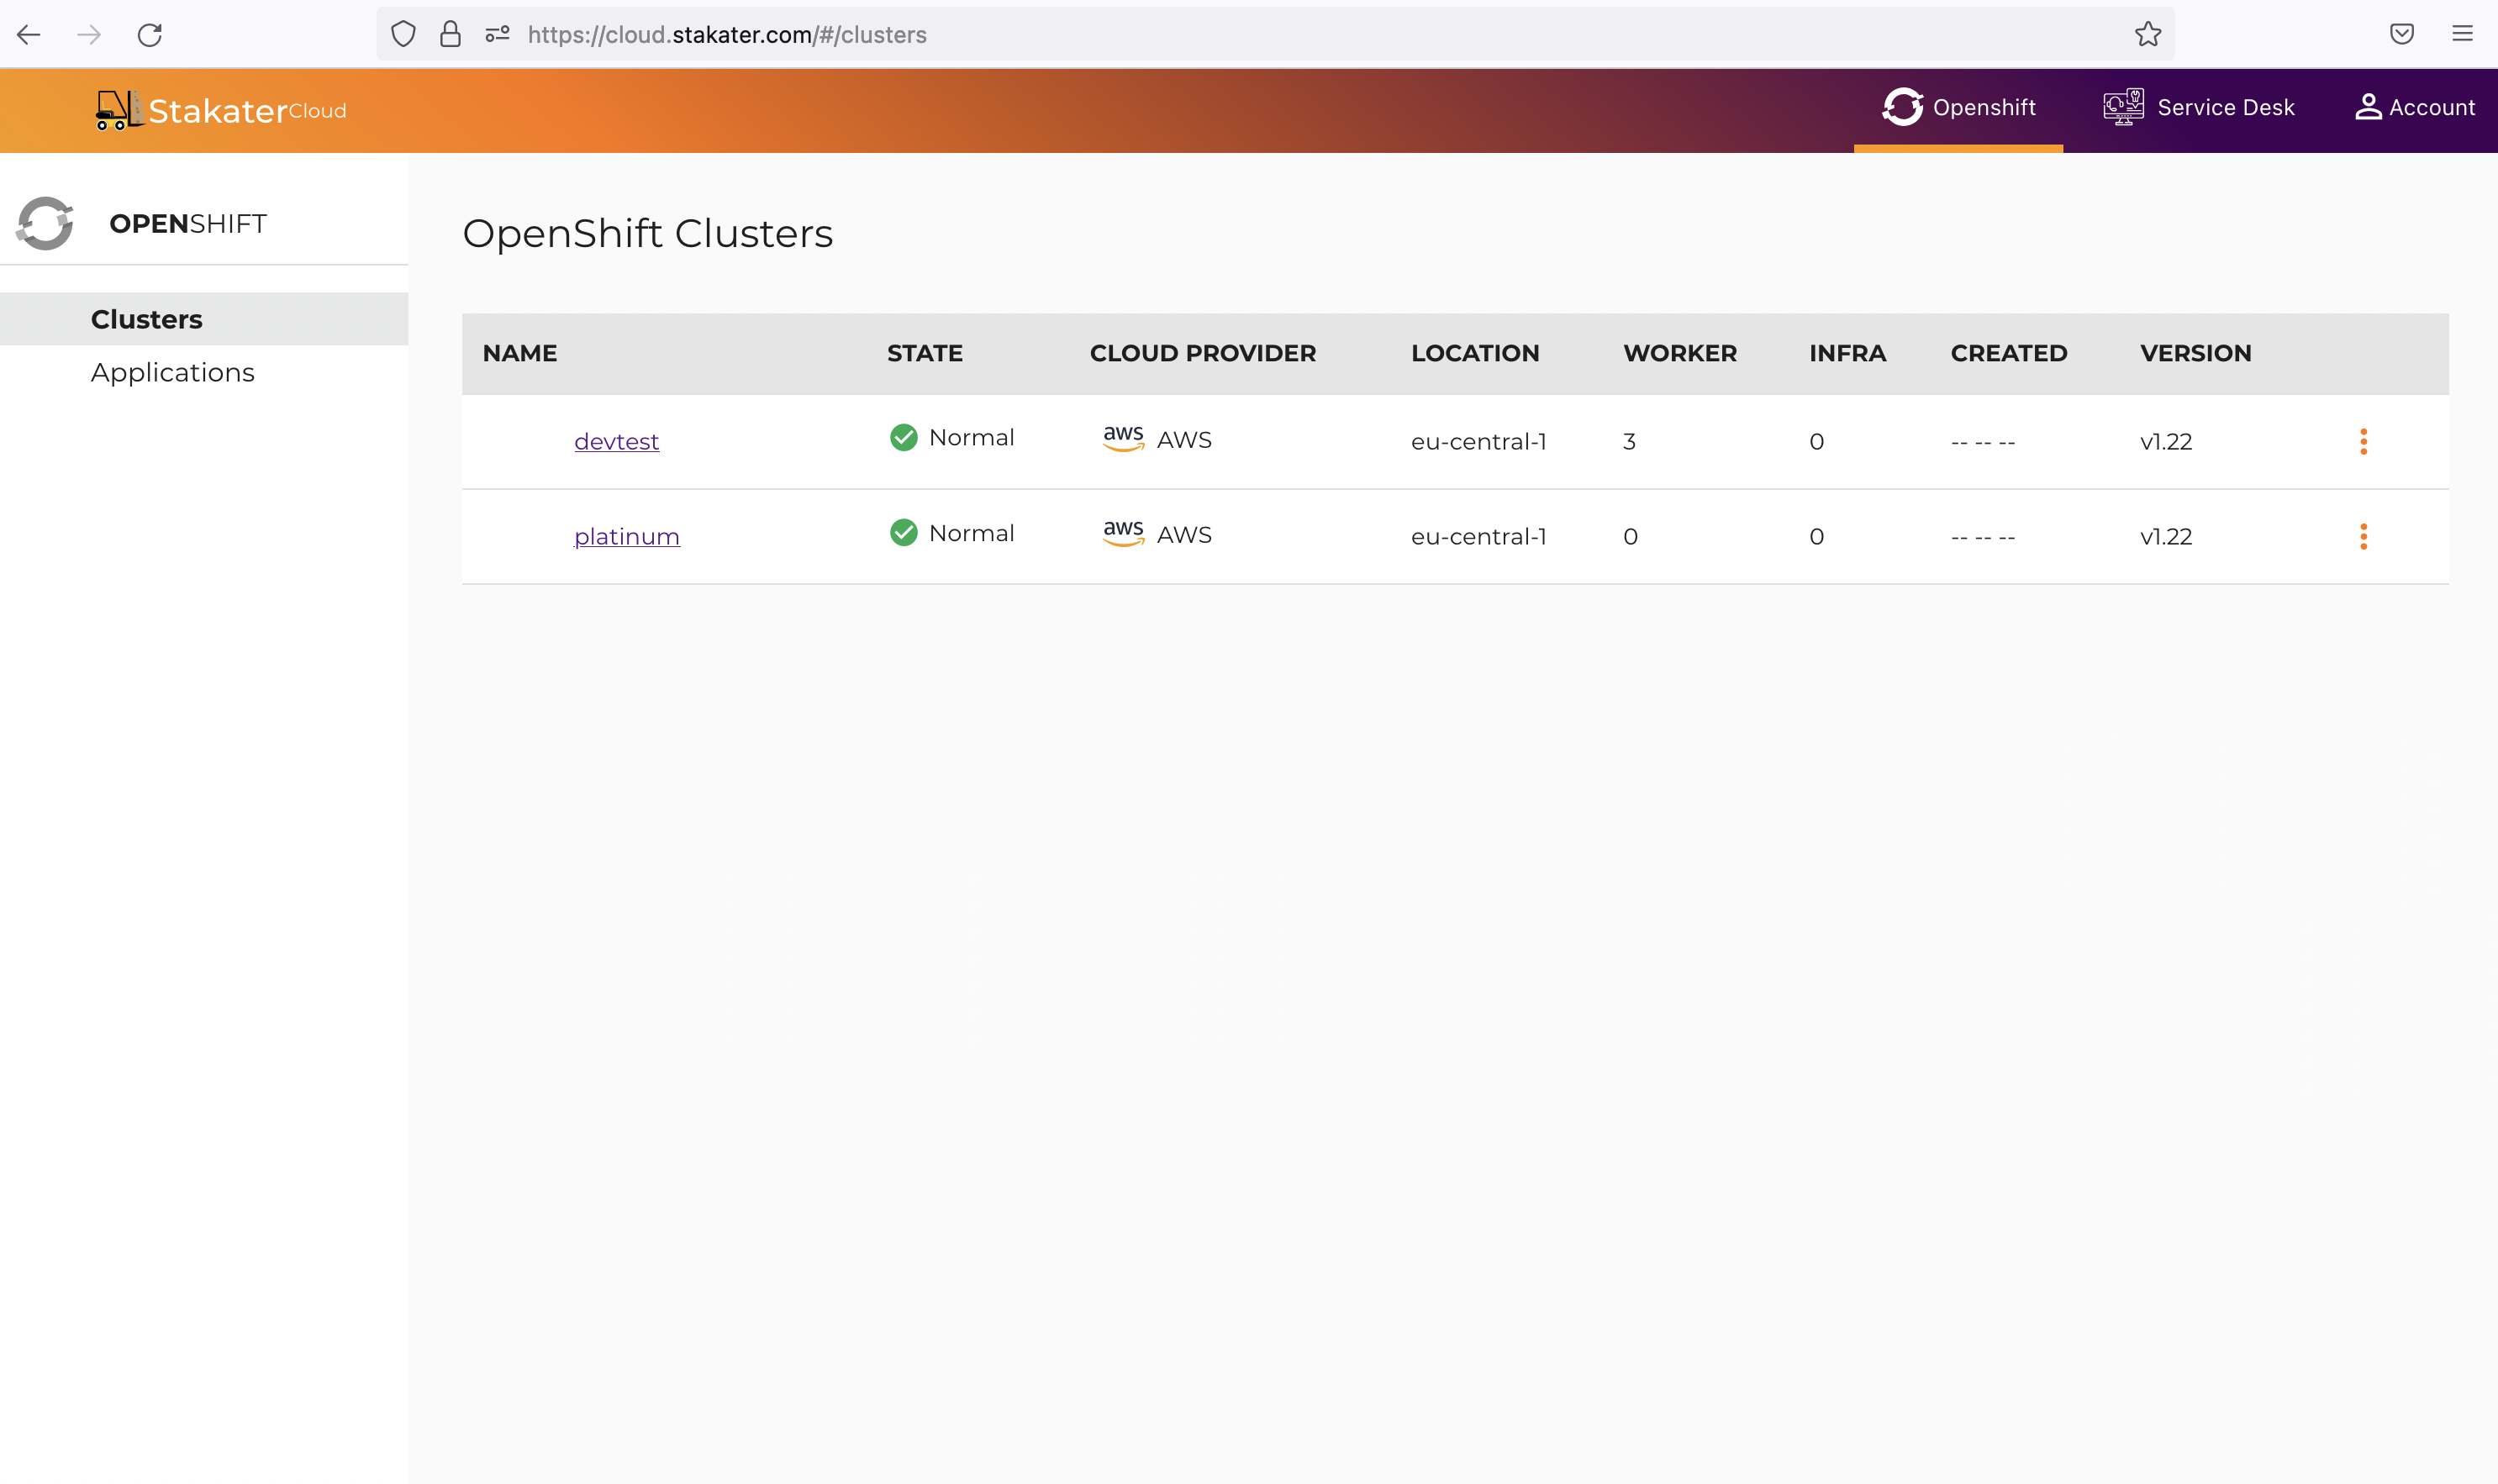 https://cloud.stakater.com/#/clusters
StakaterCloud
Openshift
Service Desk
Account
OPENSHIFT
Clusters
Applications
OpenShift Clusters
NAME STATE CLOUD PROVIDER LOCATION WORKER INFRA CREATED VERSION
devtest Normal aws AWS eu-central-1 3 0 -- -- -- v1.22
platinum Normal aws AWS eu-central-1 0 0 -- -- -- v1.22